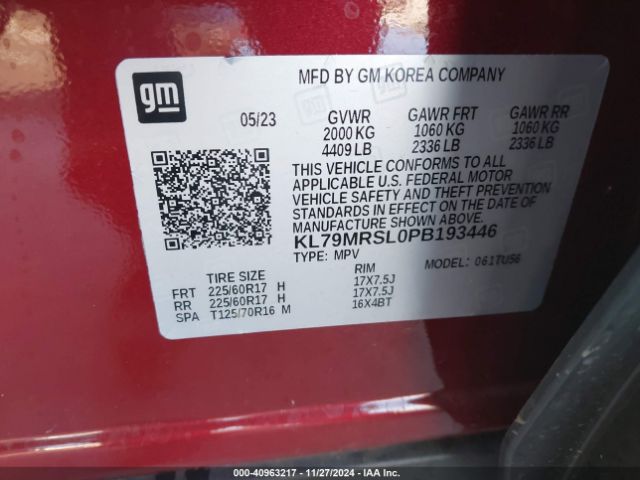 gm
MFD BY GM KOREA COMPANY
05/23 GVWR GAWR FRT GAWR RR
2000 KG 1060 KG 1060 KG
4409 LB 2336 LB 2336 LB
THIS VEHICLE CONFORMS TO ALL
APPLICABLE U.S. FEDERAL MOTOR
VEHICLE SAFETY AND THEFT PREVENTION
STANDARDS IN EFFECT ON THE DATE OF
MANUFACTURE SHOWN ABOVE.
KL79MRSL0PB193446
TYPE: MPV MODEL: 061TU56
TIRE SIZE RIM
FRT 225/60R17 H 17X7.5J
RR 225/60R17 H 17X7.5J
SPA T125/70R16 M 16X4BT
000-40963217 - 11/27/2024 - IAA Inc.